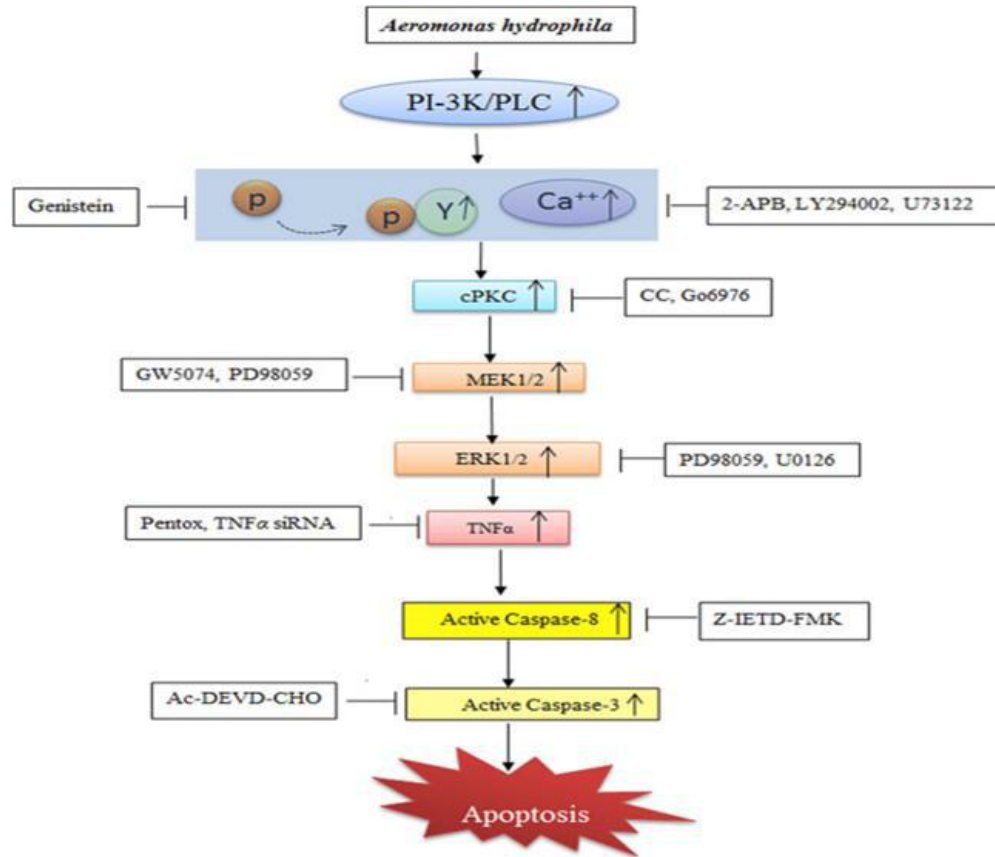 Aeromonas hydrophila
PI-3K/PLC ↑
Genistein
p
p Y↑
Ca⁺⁺↑
2-APB, LY294002, U73122
cPKC ↑
CC, Go6976
GW5074, PD98059
MEK1/2 ↑
ERK1/2 ↑
PD98059, U0126
Pentox, TNFα siRNA
TNFα ↑
Active Caspase-8 ↑
Z-IETD-FMK
Ac-DEVD-CHO
Active Caspase-3 ↑
Apoptosis